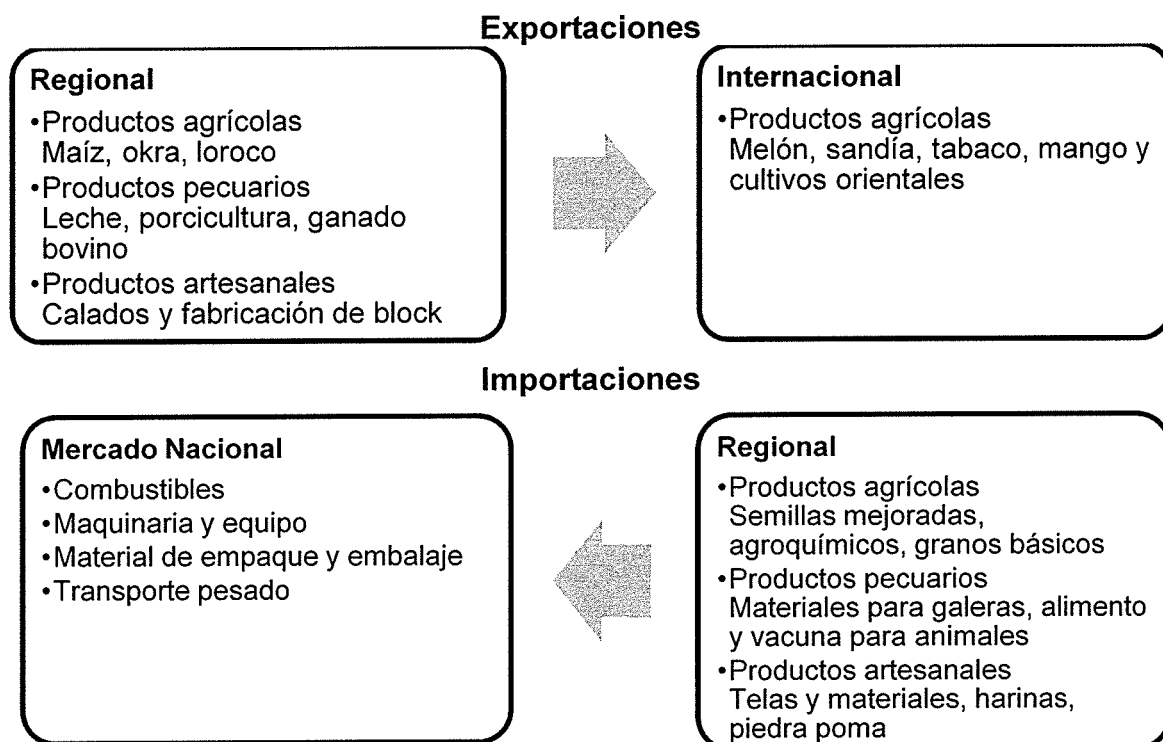 Exportaciones
Regional
•Productos agrícolas
Maíz, okra, loroco
•Productos pecuarios
Leche, porcicultura, ganado
bovino
•Productos artesanales
Calados y fabricación de block
Internacional
•Productos agrícolas
Melón, sandía, tabaco, mango y
cultivos orientales
Importaciones
Mercado Nacional
•Combustibles
•Maquinaria y equipo
•Material de empaque y embalaje
•Transporte pesado
Regional
•Productos agrícolas
Semillas mejoradas,
agroquímicos, granos básicos
•Productos pecuarios
Materiales para galeras, alimento
y vacuna para animales
•Productos artesanales
Telas y materiales, harinas,
piedra poma